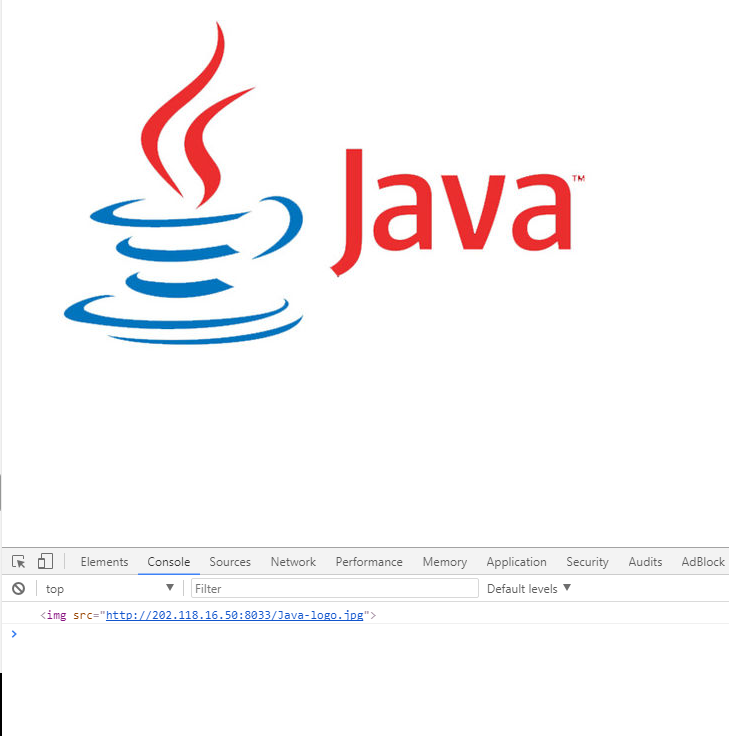 Java™
Elements Console Sources Network Performance Memory Application Security Audits AdBlock
top Filter Default levels
<img src="http://202.118.16.50:8033/Java-logo.jpg">